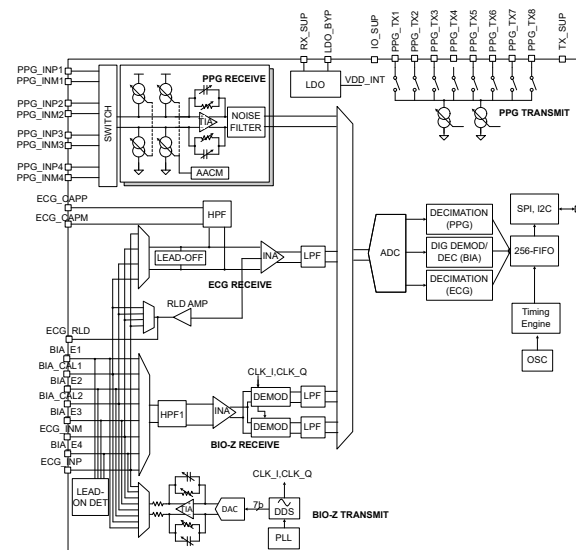 RX_SUP
LDO_BYP
IO_SUP
PPG_TX1
PPG_TX2
PPG_TX3
PPG_TX4
PPG_TX5
PPG_TX6
PPG_TX7
PPG_TX8
TX_SUP
PPG_INP1
PPG_INM1
PPG_INP2
PPG_INM2
PPG_INP3
PPG_INM3
PPG_INP4
PPG_INM4
SWITCH
PPG RECEIVE
TIA
NOISE
FILTER
AACM
LDO
VDD_INT
PPG TRANSMIT
ECG_CAPP
ECG_CAPM
HPF
LEAD-OFF
INA
LPF
ECG RECEIVE
RLD AMP
ADC
DECIMATION
(PPG)
DIG DEMOD/
DEC (BIA)
DECIMATION
(ECG)
SPI, I2C
256-FIFO
Timing
Engine
OSC
ECG_RLD
BIA_E1
BIA_CAL1
BIA_E2
BIA_CAL2
BIA_E3
ECG_INM
BIA_E4
ECG_INP
HPF1
INA
CLK_I,CLK_Q
DEMOD
LPF
DEMOD
LPF
BIO-Z RECEIVE
LEAD-
ON DET
TIA
DAC
7b
CLK_I,CLK_Q
DDS
PLL
BIO-Z TRANSMIT